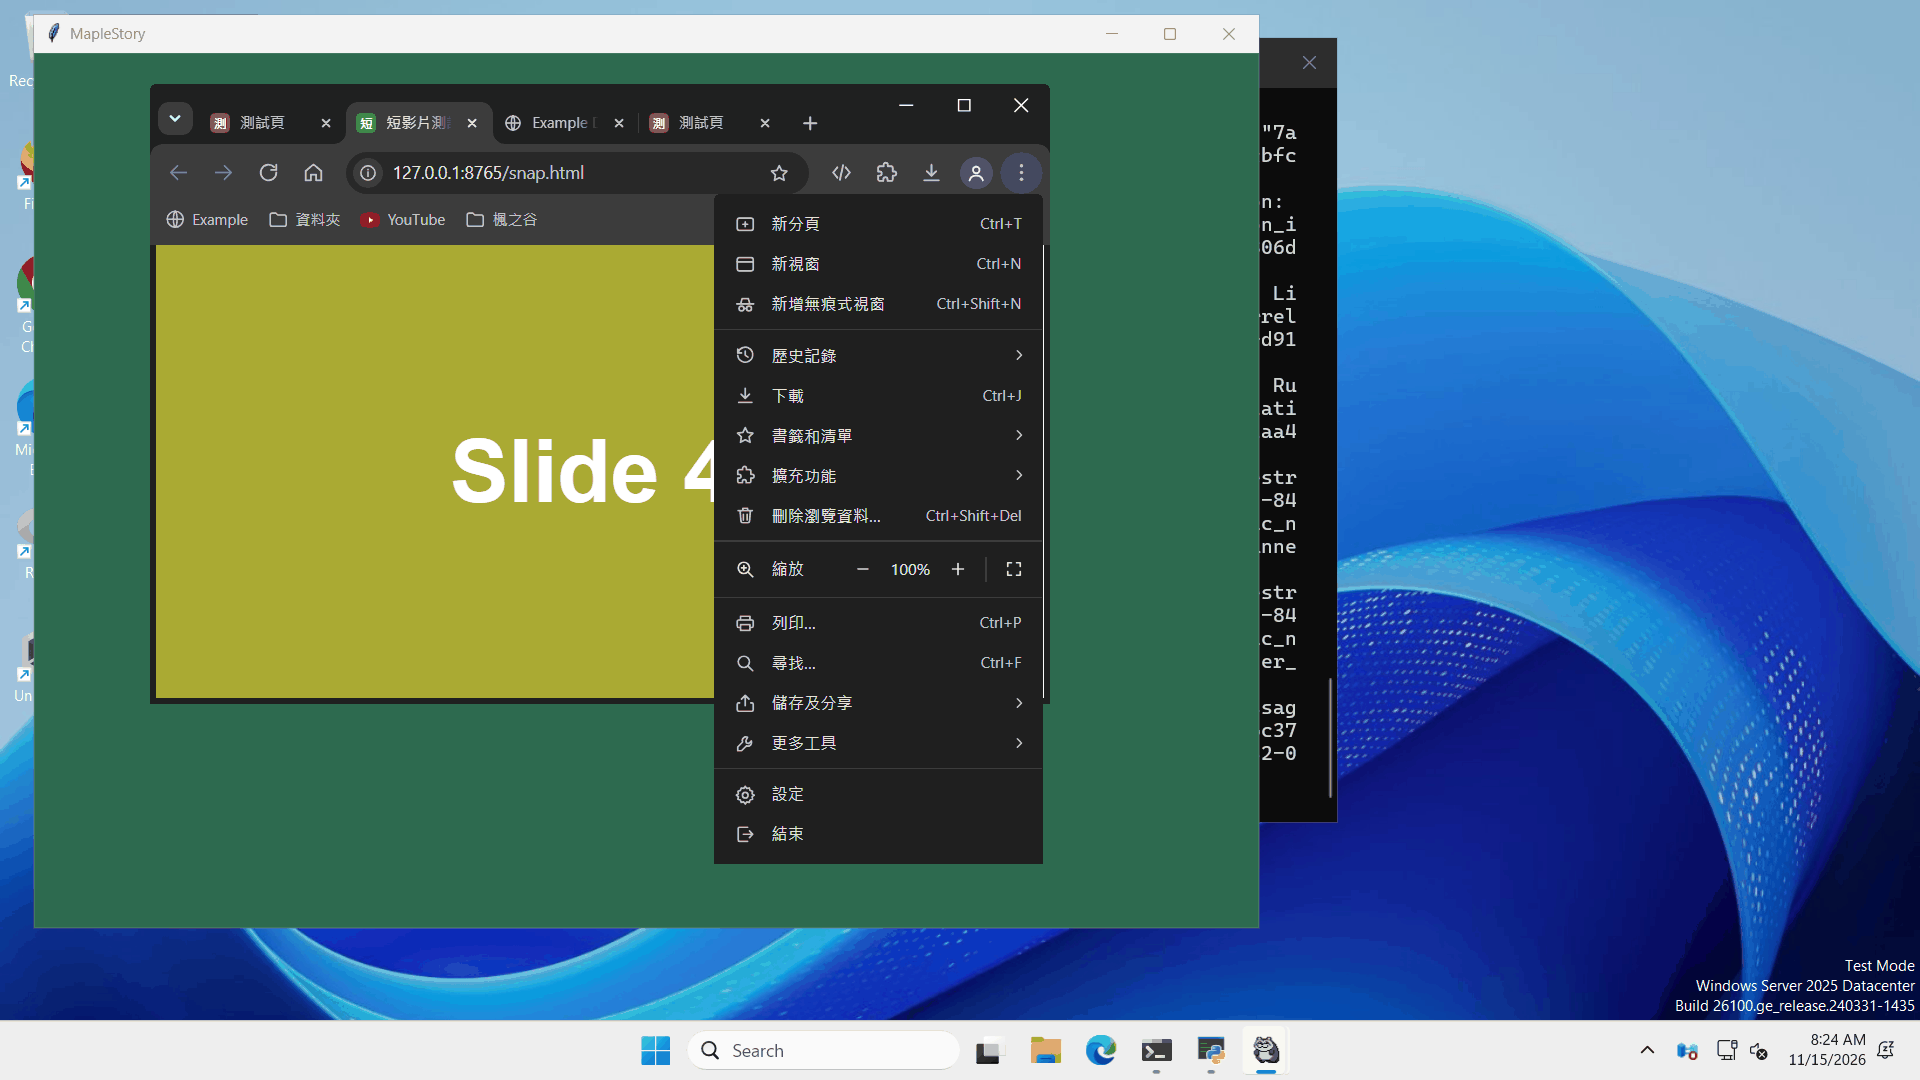 MapleStory
測試頁
短影片測
Example
測試頁
127.0.0.1:8765/snap.html
Example
資料夾
YouTube
楓之谷
Slide 4
新分頁 Ctrl+T
新視窗 Ctrl+N
新增無痕式視窗 Ctrl+Shift+N
歷史記錄
下載 Ctrl+J
書籤和清單
擴充功能
刪除瀏覽資料... Ctrl+Shift+Del
縮放 100%
列印... Ctrl+P
尋找... Ctrl+F
儲存及分享
更多工具
設定
結束
"7a
bfc
n:
n_i
06d
Li
rel
d91
Ru
ati
aa4
str
-84
c_n
nne
str
-84
c_n
er_
sag
c37
2-0
Test Mode
Windows Server 2025 Datacenter
Build 26100.ge_release.240331-1435
Search
8:24 AM
11/15/2026